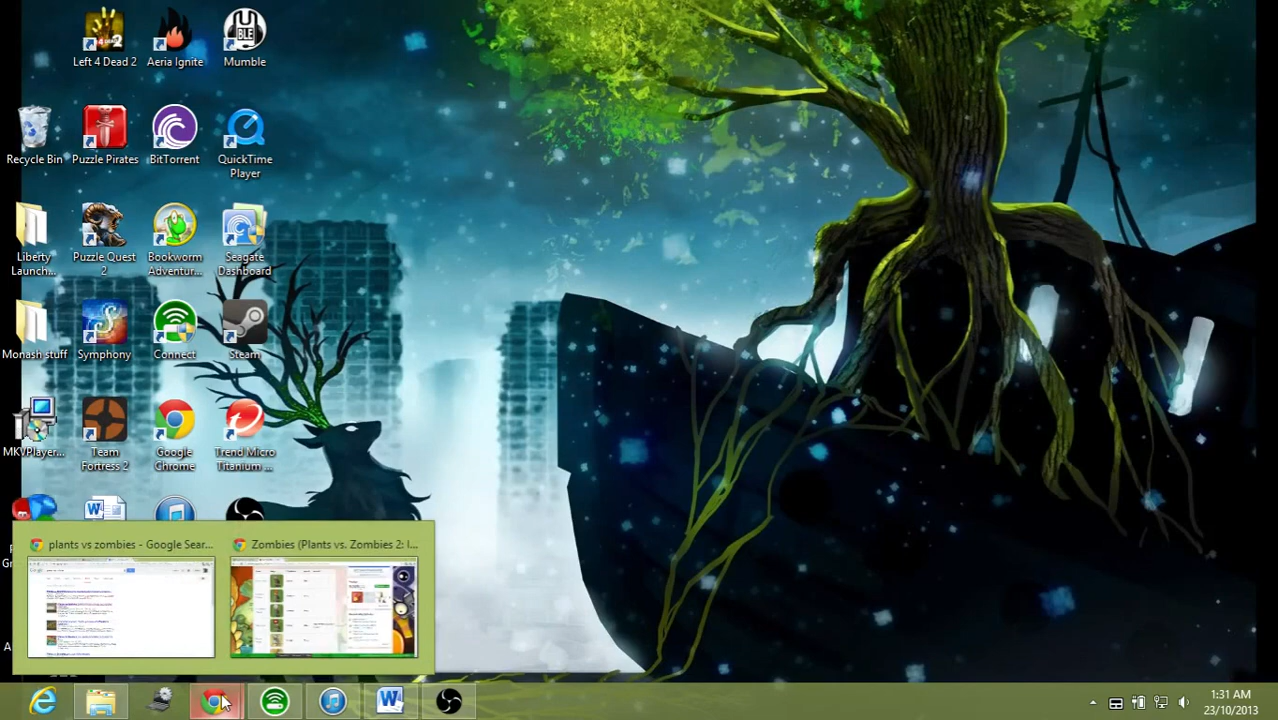 Left 4 Dead 2
Aeria Ignite
Mumble
Recycle Bin
Puzzle Pirates
BitTorrent
QuickTime
Player
Liberty
Launch...
Puzzle Quest
2
Bookworm
Adventur...
Seagate
Dashboard
Monash stuff
Symphony
Connect
Steam
MKVPlayer...
Team
Fortress 2
Google
Chrome
Trend Micro
Titanium ...
plants vs zombies - Google Sear...
Zombies (Plants vs. Zombies 2: I...
1:31 AM
23/10/2013